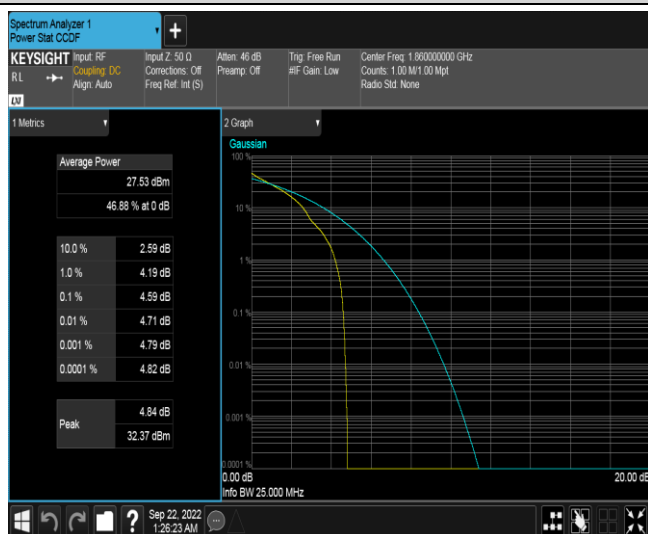 Spectrum Analyzer 1
Power Stat CCDF
+
KEYSIGHT
RL
LXI
Input: RF
Coupling: DC
Align: Auto
Input Z: 50 Ω
Corrections: Off
Freq Ref: Int (S)
Atten: 46 dB
Preamp: Off
Trig: Free Run
#IF Gain: Low
Center Freq: 1.860000000 GHz
Counts: 1.00 M/1.00 Mpt
Radio Std: None
1 Metrics
Average Power
27.53 dBm
46.88 % at 0 dB
10.0 % 2.59 dB
1.0 % 4.19 dB
0.1 % 4.59 dB
0.01 % 4.71 dB
0.001 % 4.79 dB
0.0001 % 4.82 dB
Peak
4.84 dB
32.37 dBm
2 Graph
Gaussian
100 %
10 %
1 %
0.1 %
0.01 %
0.001 %
0.0001 %
0.00 dB 20.00 dB
Info BW 25.000 MHz
?
Sep 22, 2022
1:26:23 AM